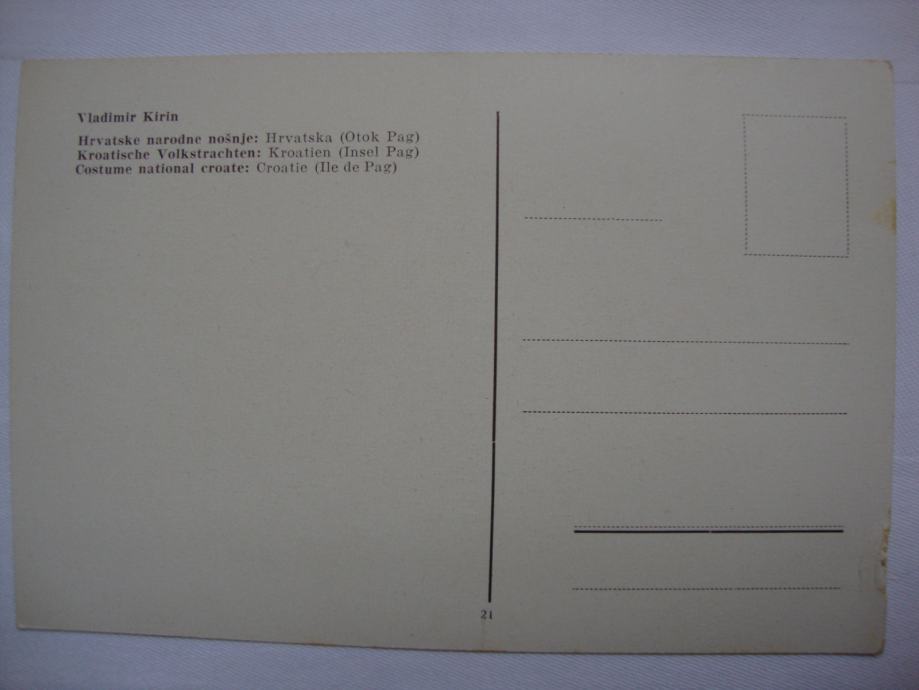 Vladimir Kirin
Hrvatske narodne nošnje: Hrvatska (Otok Pag)
Kroatische Volkstrachten: Kroatien (Insel Pag)
Costume national croate: Croatie (Ile de Pag)
21